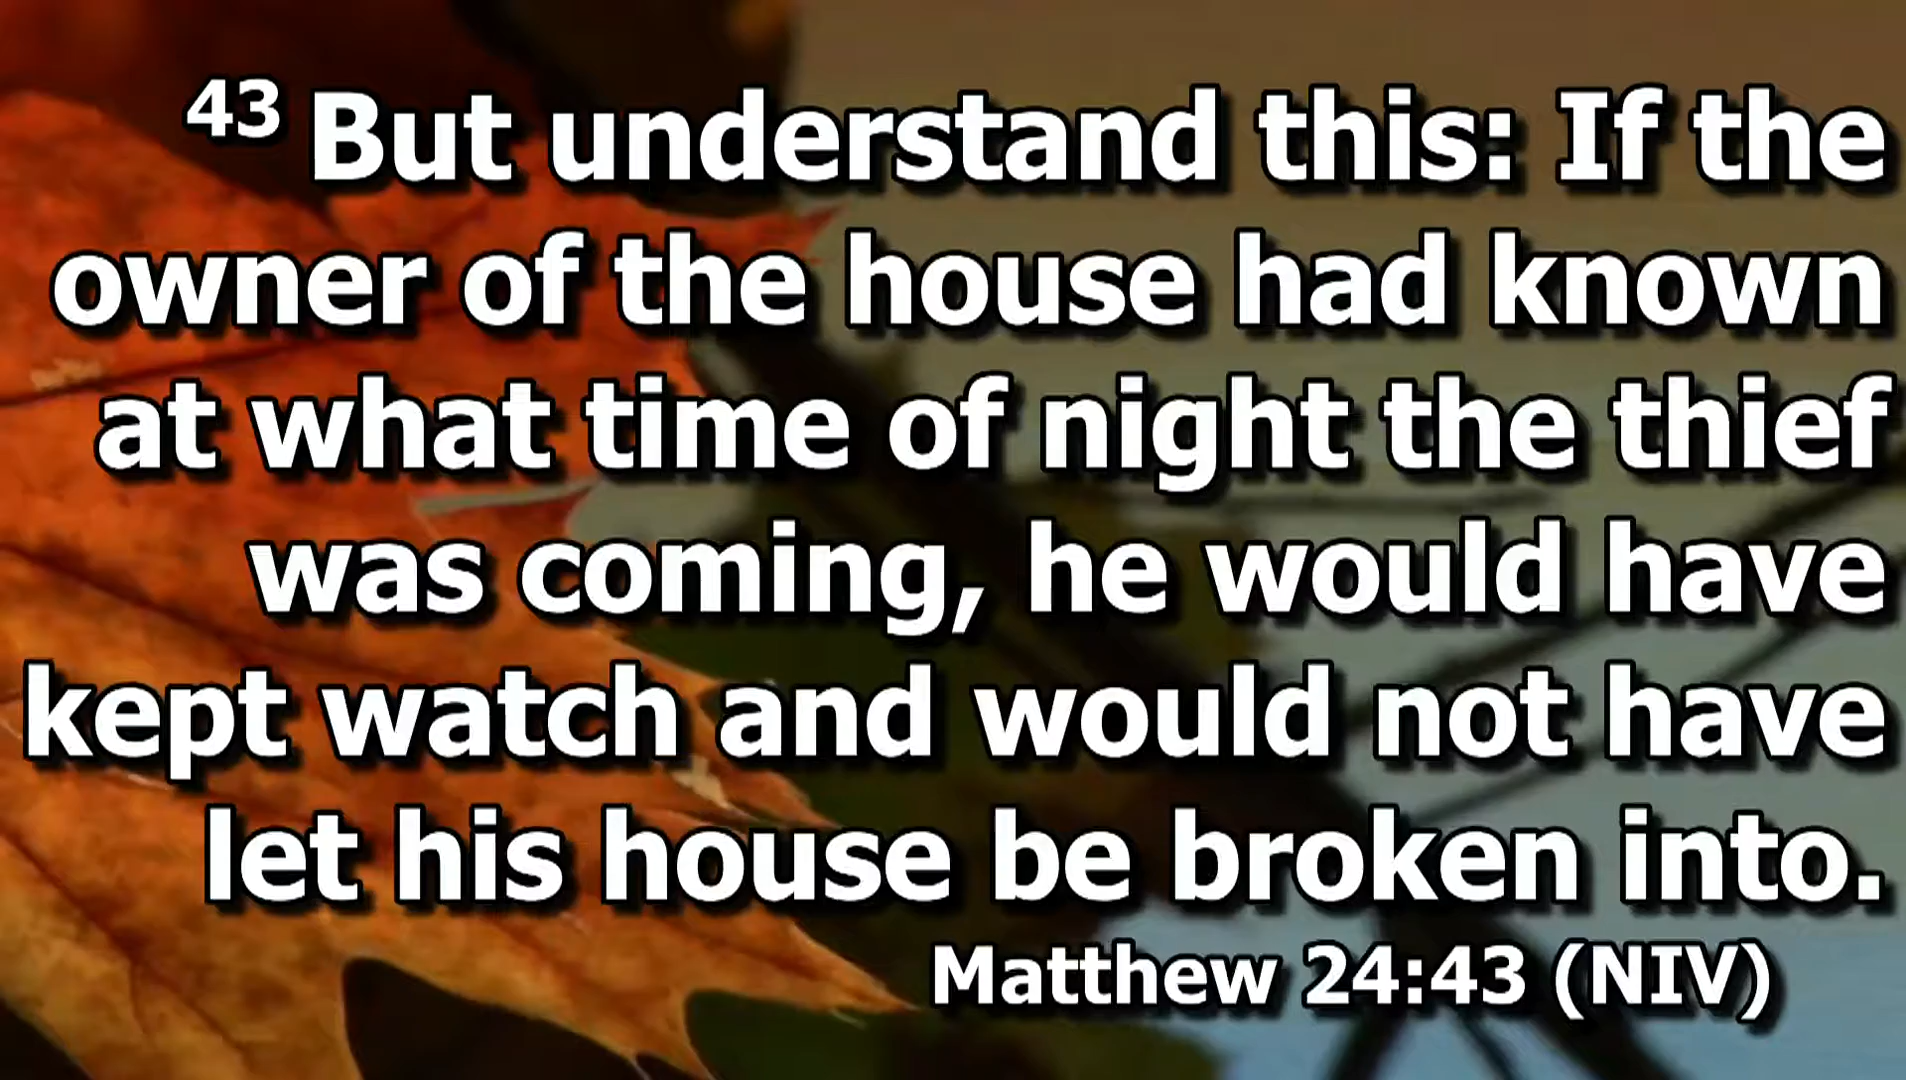 43 But understand this: If the
owner of the house had known
at what time of night the thief
was coming, he would have
kept watch and would not have
let his house be broken into.
Matthew 24:43 (NIV)